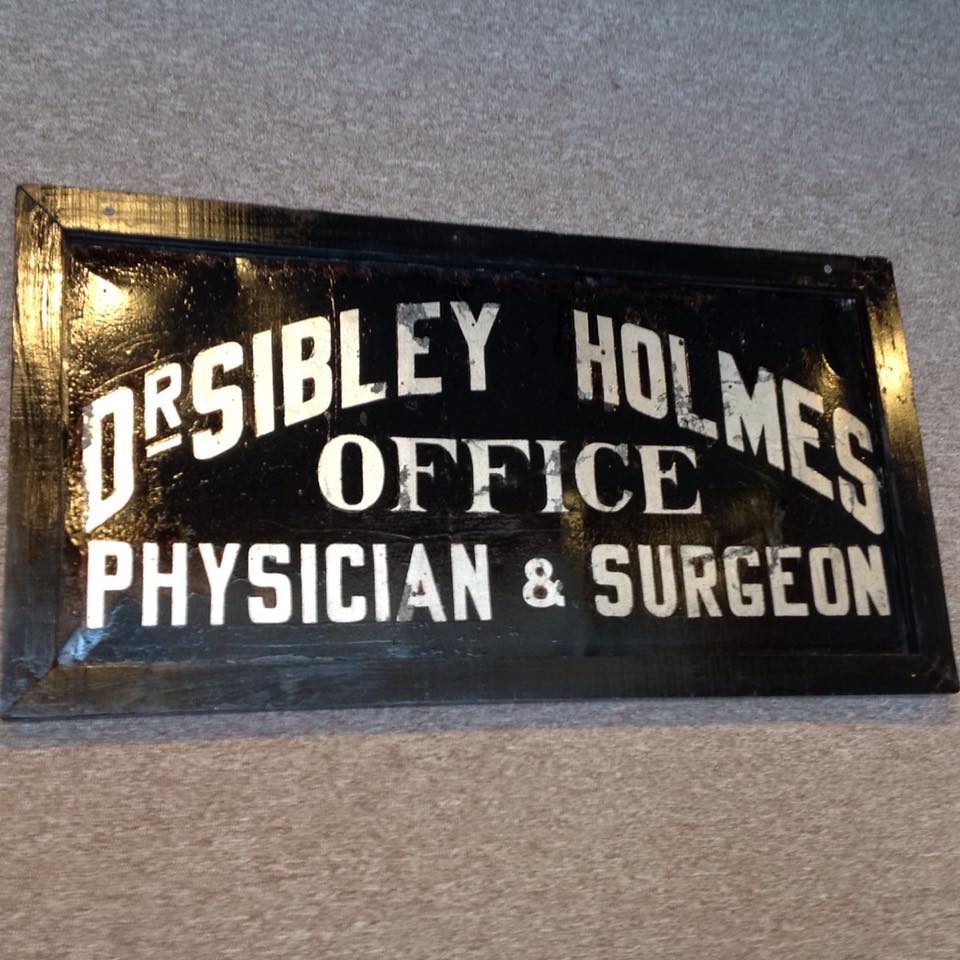 DR SIBLEY HOLMES
OFFICE
PHYSICIAN & SURGEON